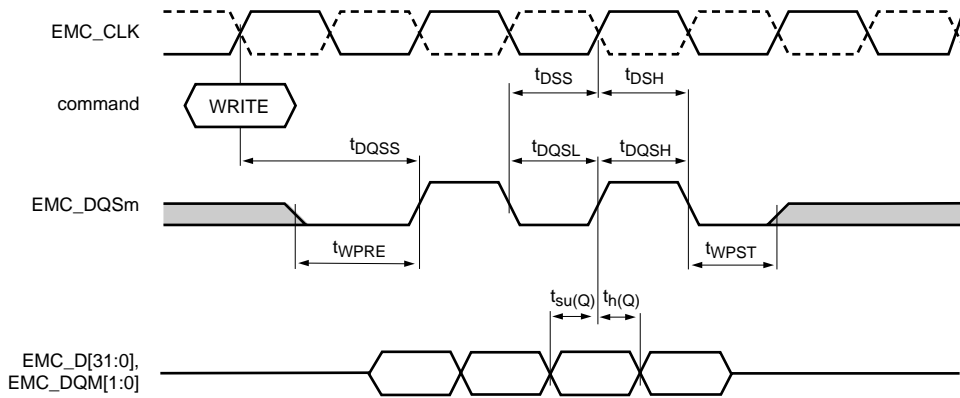 EMC_CLK
tDSS tDSH
command
WRITE
tDQSS tDQSL tDQSH
EMC_DQSm
tWPRE tWPST
tsu(Q) th(Q)
EMC_D[31:0],
EMC_DQM[1:0]